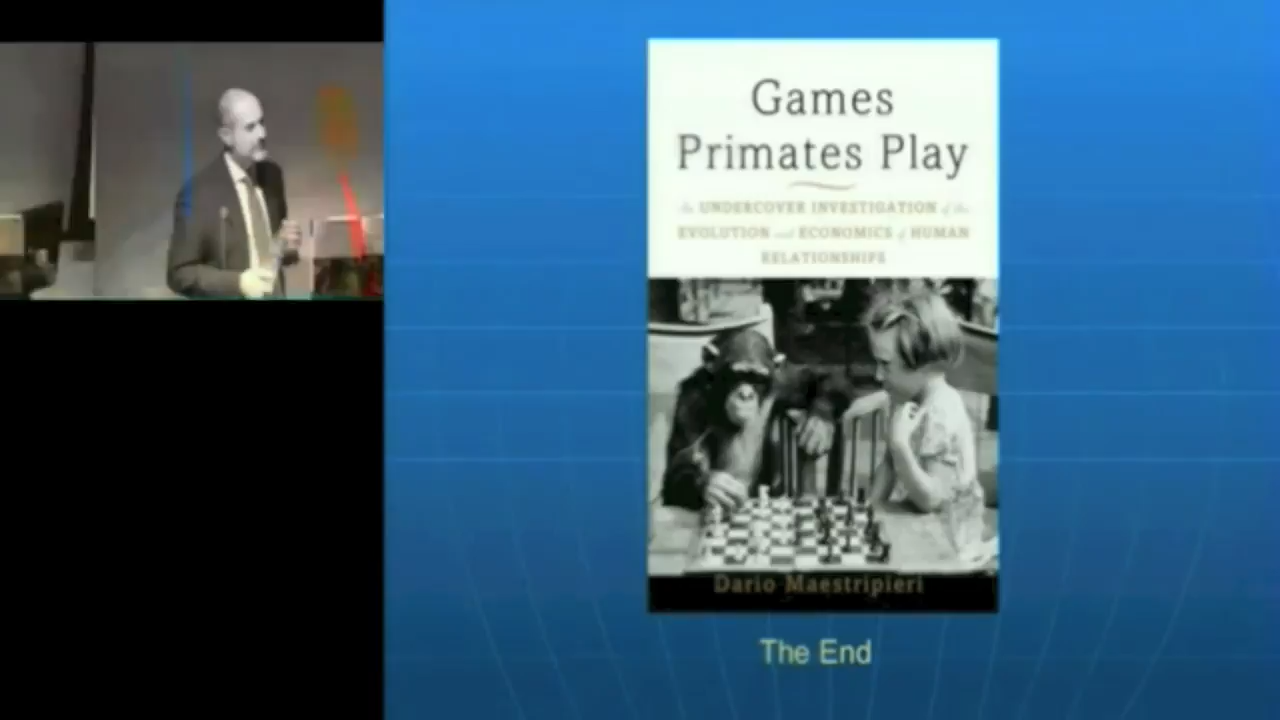 Games
Primates Play
An UNDERCOVER INVESTIGATION of the
EVOLUTION and ECONOMICS of HUMAN
RELATIONSHIPS
Dario Maestripieri
The End